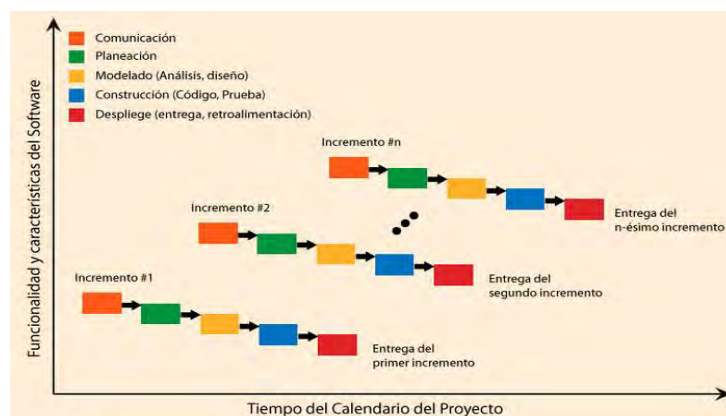 Comunicación
Planeación
Modelado (Análisis, diseño)
Construcción (Código, Prueba)
Despliege (entrega, retroalimentación)
Incremento #n
Entrega del
n-ésimo incremento
Incremento #2
Entrega del
segundo incremento
Incremento #1
Entrega del
primer incremento
Funcionalidad y características del Software
Tiempo del Calendario del Proyecto